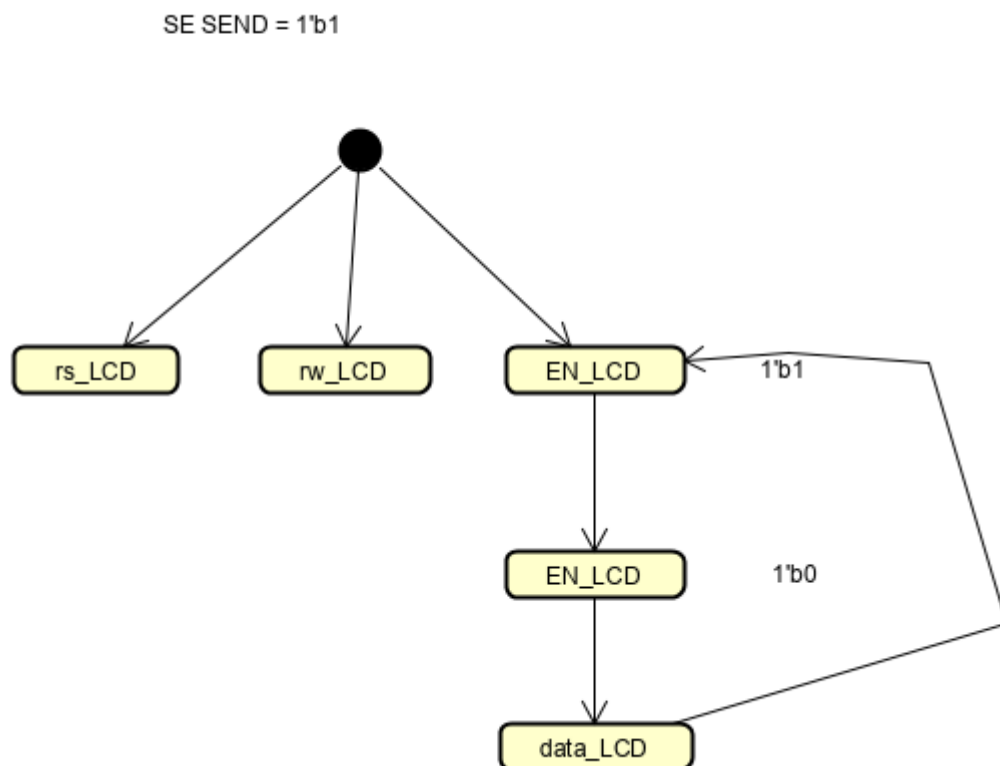 SE SEND = 1'b1
rs_LCD
rw_LCD
EN_LCD
1'b1
EN_LCD
1'b0
data_LCD